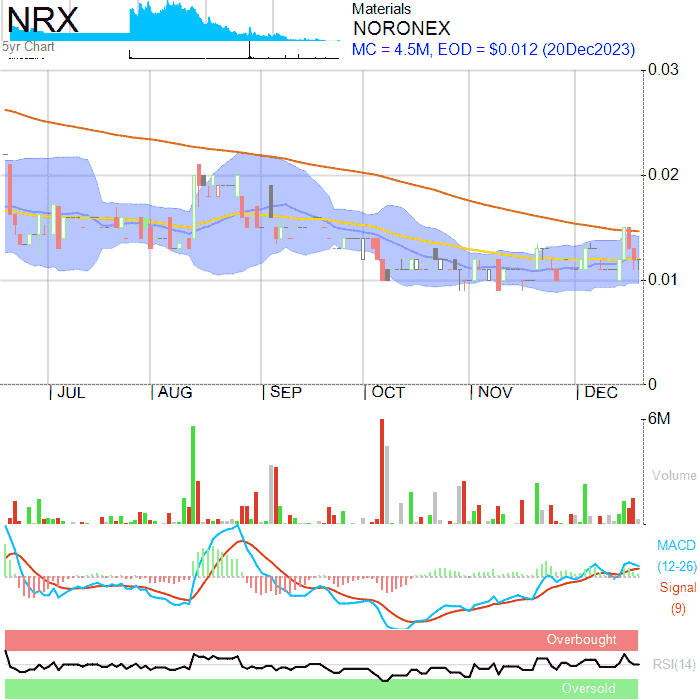 NRX
5yr Chart
Materials
NORONEX
MC = 4.5M, EOD = $0.012 (20Dec2023)
0.03
0.02
0.01
0
JUL AUG SEP OCT NOV DEC
6M
Volume
MACD
(12-26)
Signal
(9)
Overbought
RSI(14)
Oversold